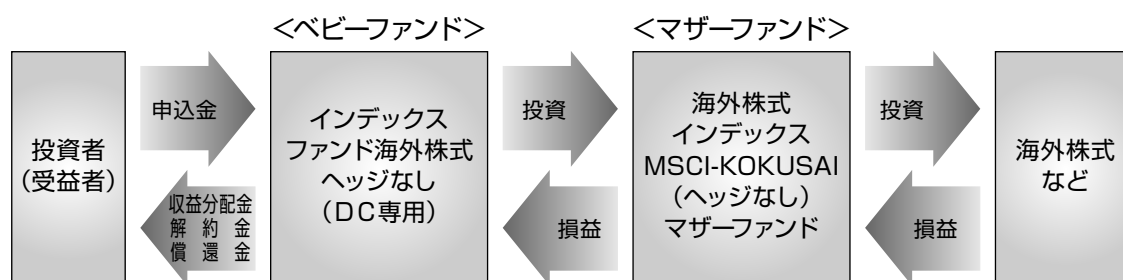 <ベビーファンド>
<マザーファンド>
投資者
（受益者）
申込金
収益分配金
解約金
償還金
インデックス
ファンド海外株式
ヘッジなし
（DC専用）
投資
損益
海外株式
インデックス
MSCI-KOKUSAI
（ヘッジなし）
マザーファンド
投資
損益
海外株式
など